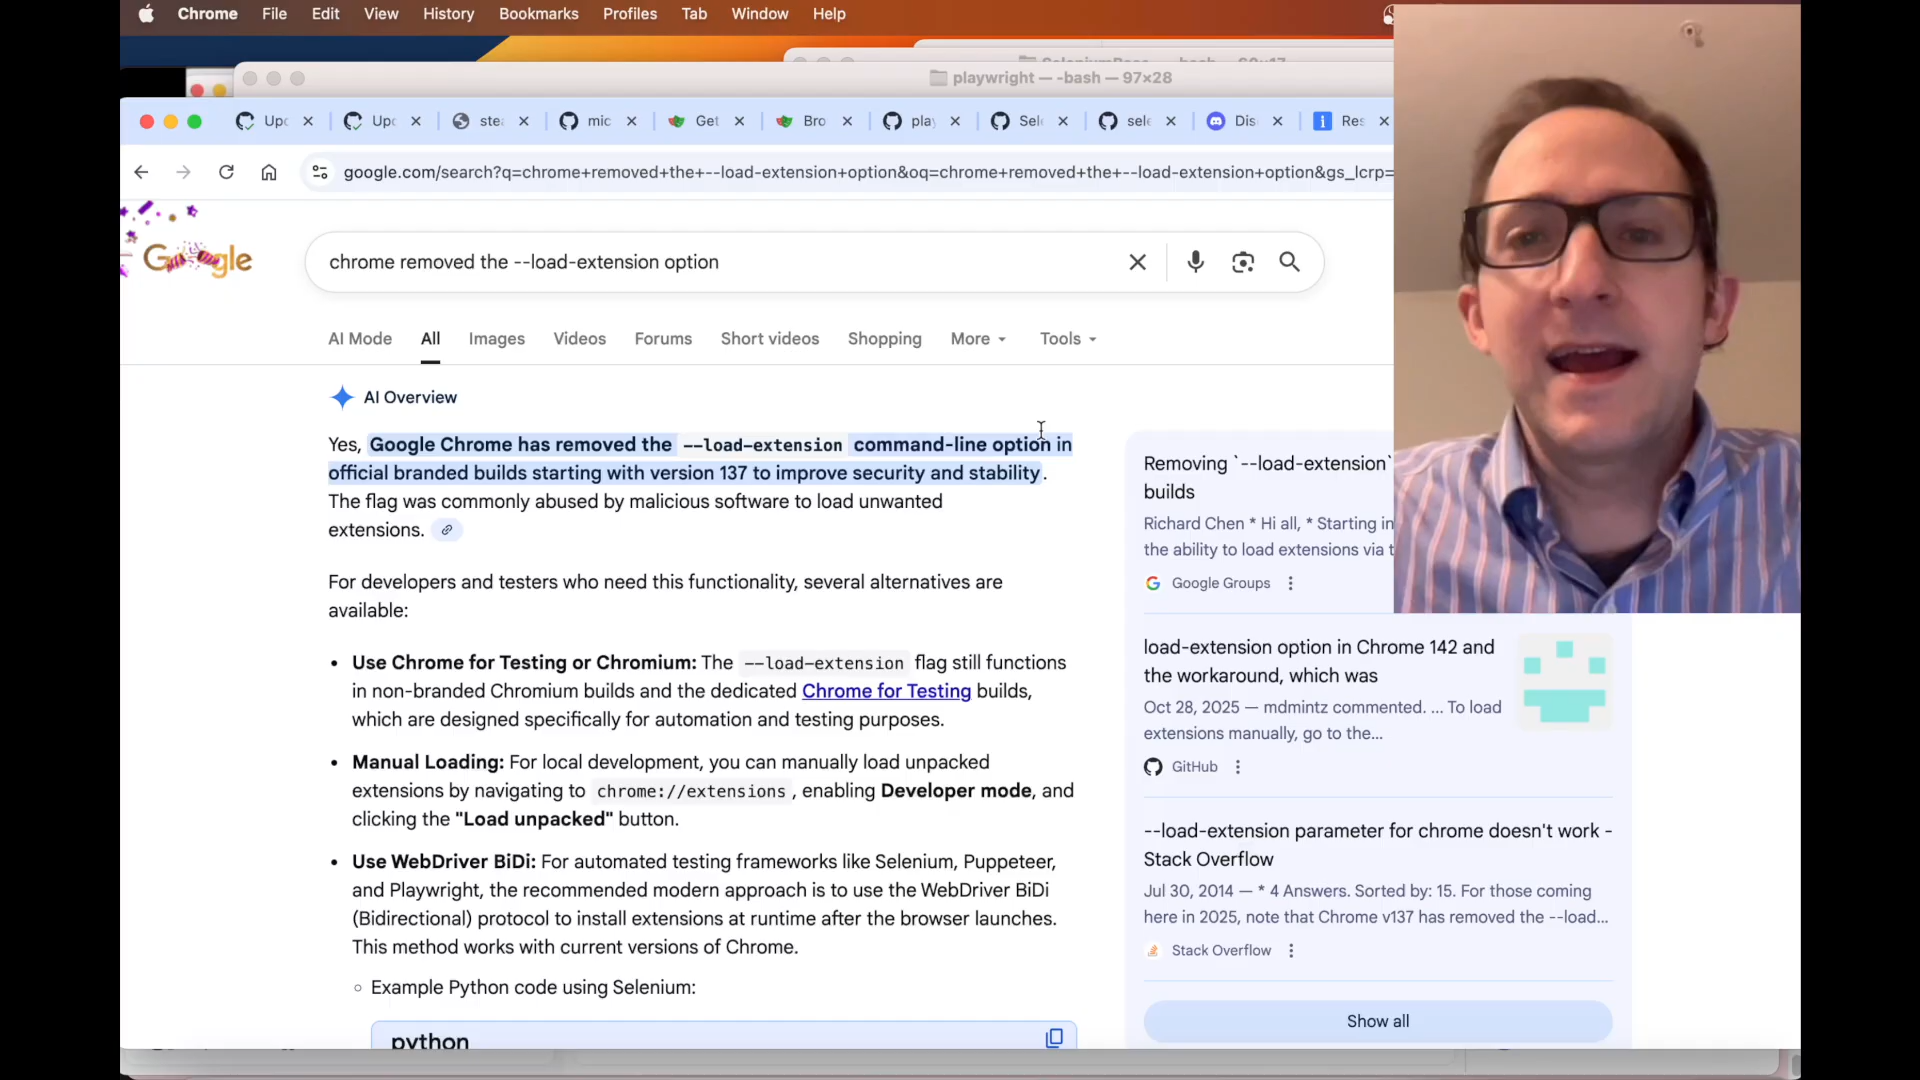 Chrome File Edit View History Bookmarks Profiles Tab Window Help
playwright — -bash — 97×28
Upc
Upc
stea
mic
Get
Bro
play
Sele
sele
Dis
Res
google.com/search?q=chrome+removed+the+--load-extension+option&oq=chrome+removed+the+--load-extension+option&gs_lcrp=
Google
chrome removed the --load-extension option
AI Mode All Images Videos Forums Short videos Shopping More Tools
AI Overview
Yes, Google Chrome has removed the --load-extension command-line option in
official branded builds starting with version 137 to improve security and stability.
The flag was commonly abused by malicious software to load unwanted
extensions.
For developers and testers who need this functionality, several alternatives are
available:
• Use Chrome for Testing or Chromium: The --load-extension flag still functions
in non-branded Chromium builds and the dedicated Chrome for Testing builds,
which are designed specifically for automation and testing purposes.
• Manual Loading: For local development, you can manually load unpacked
extensions by navigating to chrome://extensions , enabling Developer mode, and
clicking the "Load unpacked" button.
• Use WebDriver BiDi: For automated testing frameworks like Selenium, Puppeteer,
and Playwright, the recommended modern approach is to use the WebDriver BiDi
(Bidirectional) protocol to install extensions at runtime after the browser launches.
This method works with current versions of Chrome.
◦ Example Python code using Selenium:
python
Removing `--load-extension`
builds
Richard Chen * Hi all, * Starting in
the ability to load extensions via t
Google Groups
load-extension option in Chrome 142 and
the workaround, which was
Oct 28, 2025 — mdmintz commented. ... To load
extensions manually, go to the...
GitHub
--load-extension parameter for chrome doesn't work -
Stack Overflow
Jul 30, 2014 — * 4 Answers. Sorted by: 15. For those coming
here in 2025, note that Chrome v137 has removed the --load...
Stack Overflow
Show all